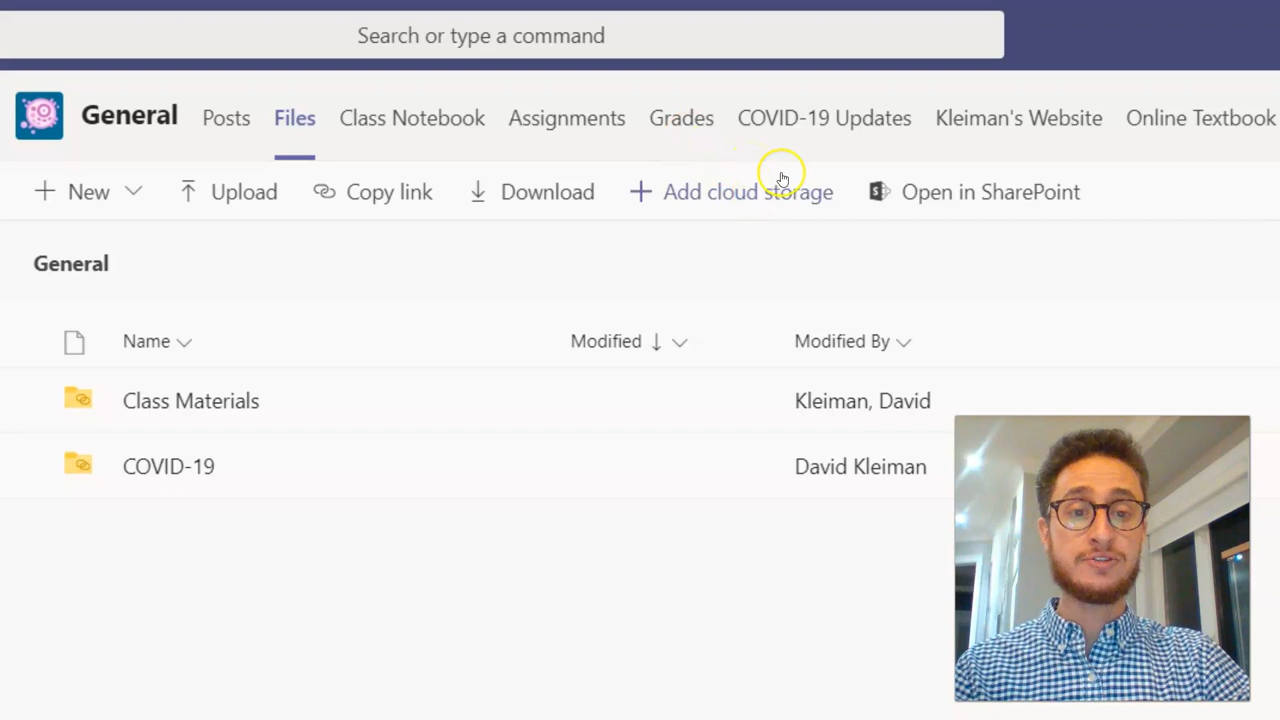 Search or type a command
General Posts Files Class Notebook Assignments Grades COVID-19 Updates Kleiman's Website Online Textbook
New Upload Copy link Download Add cloud storage Open in SharePoint
General
Name Modified Modified By
Class Materials Kleiman, David
COVID-19 David Kleiman